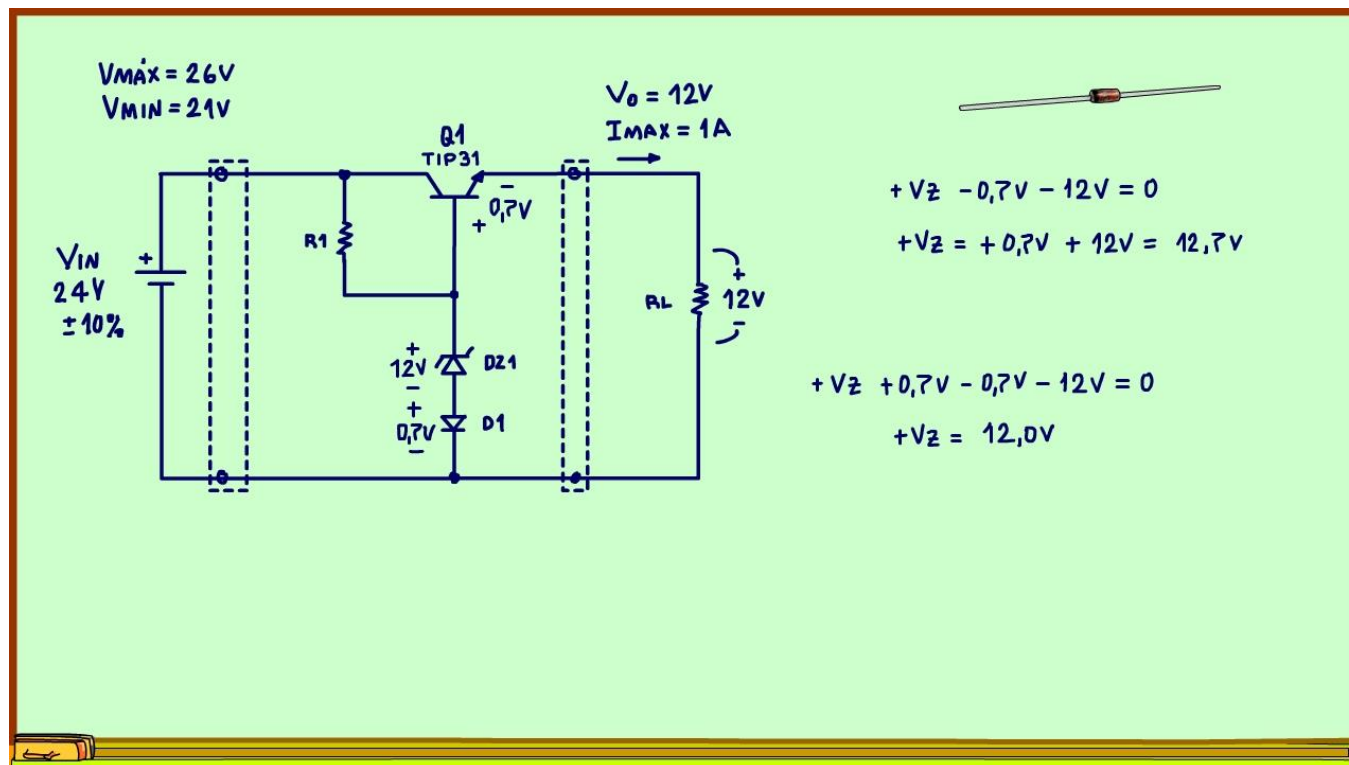 VMÁX = 26V
VMIN = 21V
Vo = 12V
IMAX = 1A
Q1
TIP31
-
0,7V
+
R1
VIN
24V
±10%
+
RL
+
12V
-
+
12V
-
DZ1
+
0,7V
-
D1
+Vz -0,7V - 12V = 0
+Vz = +0,7V + 12V = 12,7V
+Vz +0,7V - 0,7V - 12V = 0
+Vz = 12,0V